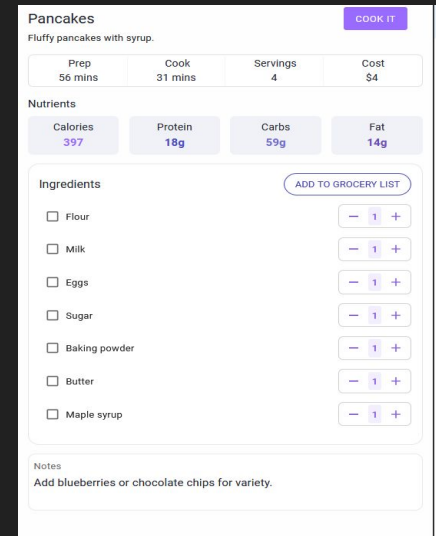 Pancakes
COOK IT
Fluffy pancakes with syrup.
Prep Cook Servings Cost
56 mins 31 mins 4 $4
Nutrients
Calories Protein Carbs Fat
397 18g 59g 14g
Ingredients
ADD TO GROCERY LIST
Flour − 1 +
Milk − 1 +
Eggs − 1 +
Sugar − 1 +
Baking powder − 1 +
Butter − 1 +
Maple syrup − 1 +
Notes
Add blueberries or chocolate chips for variety.